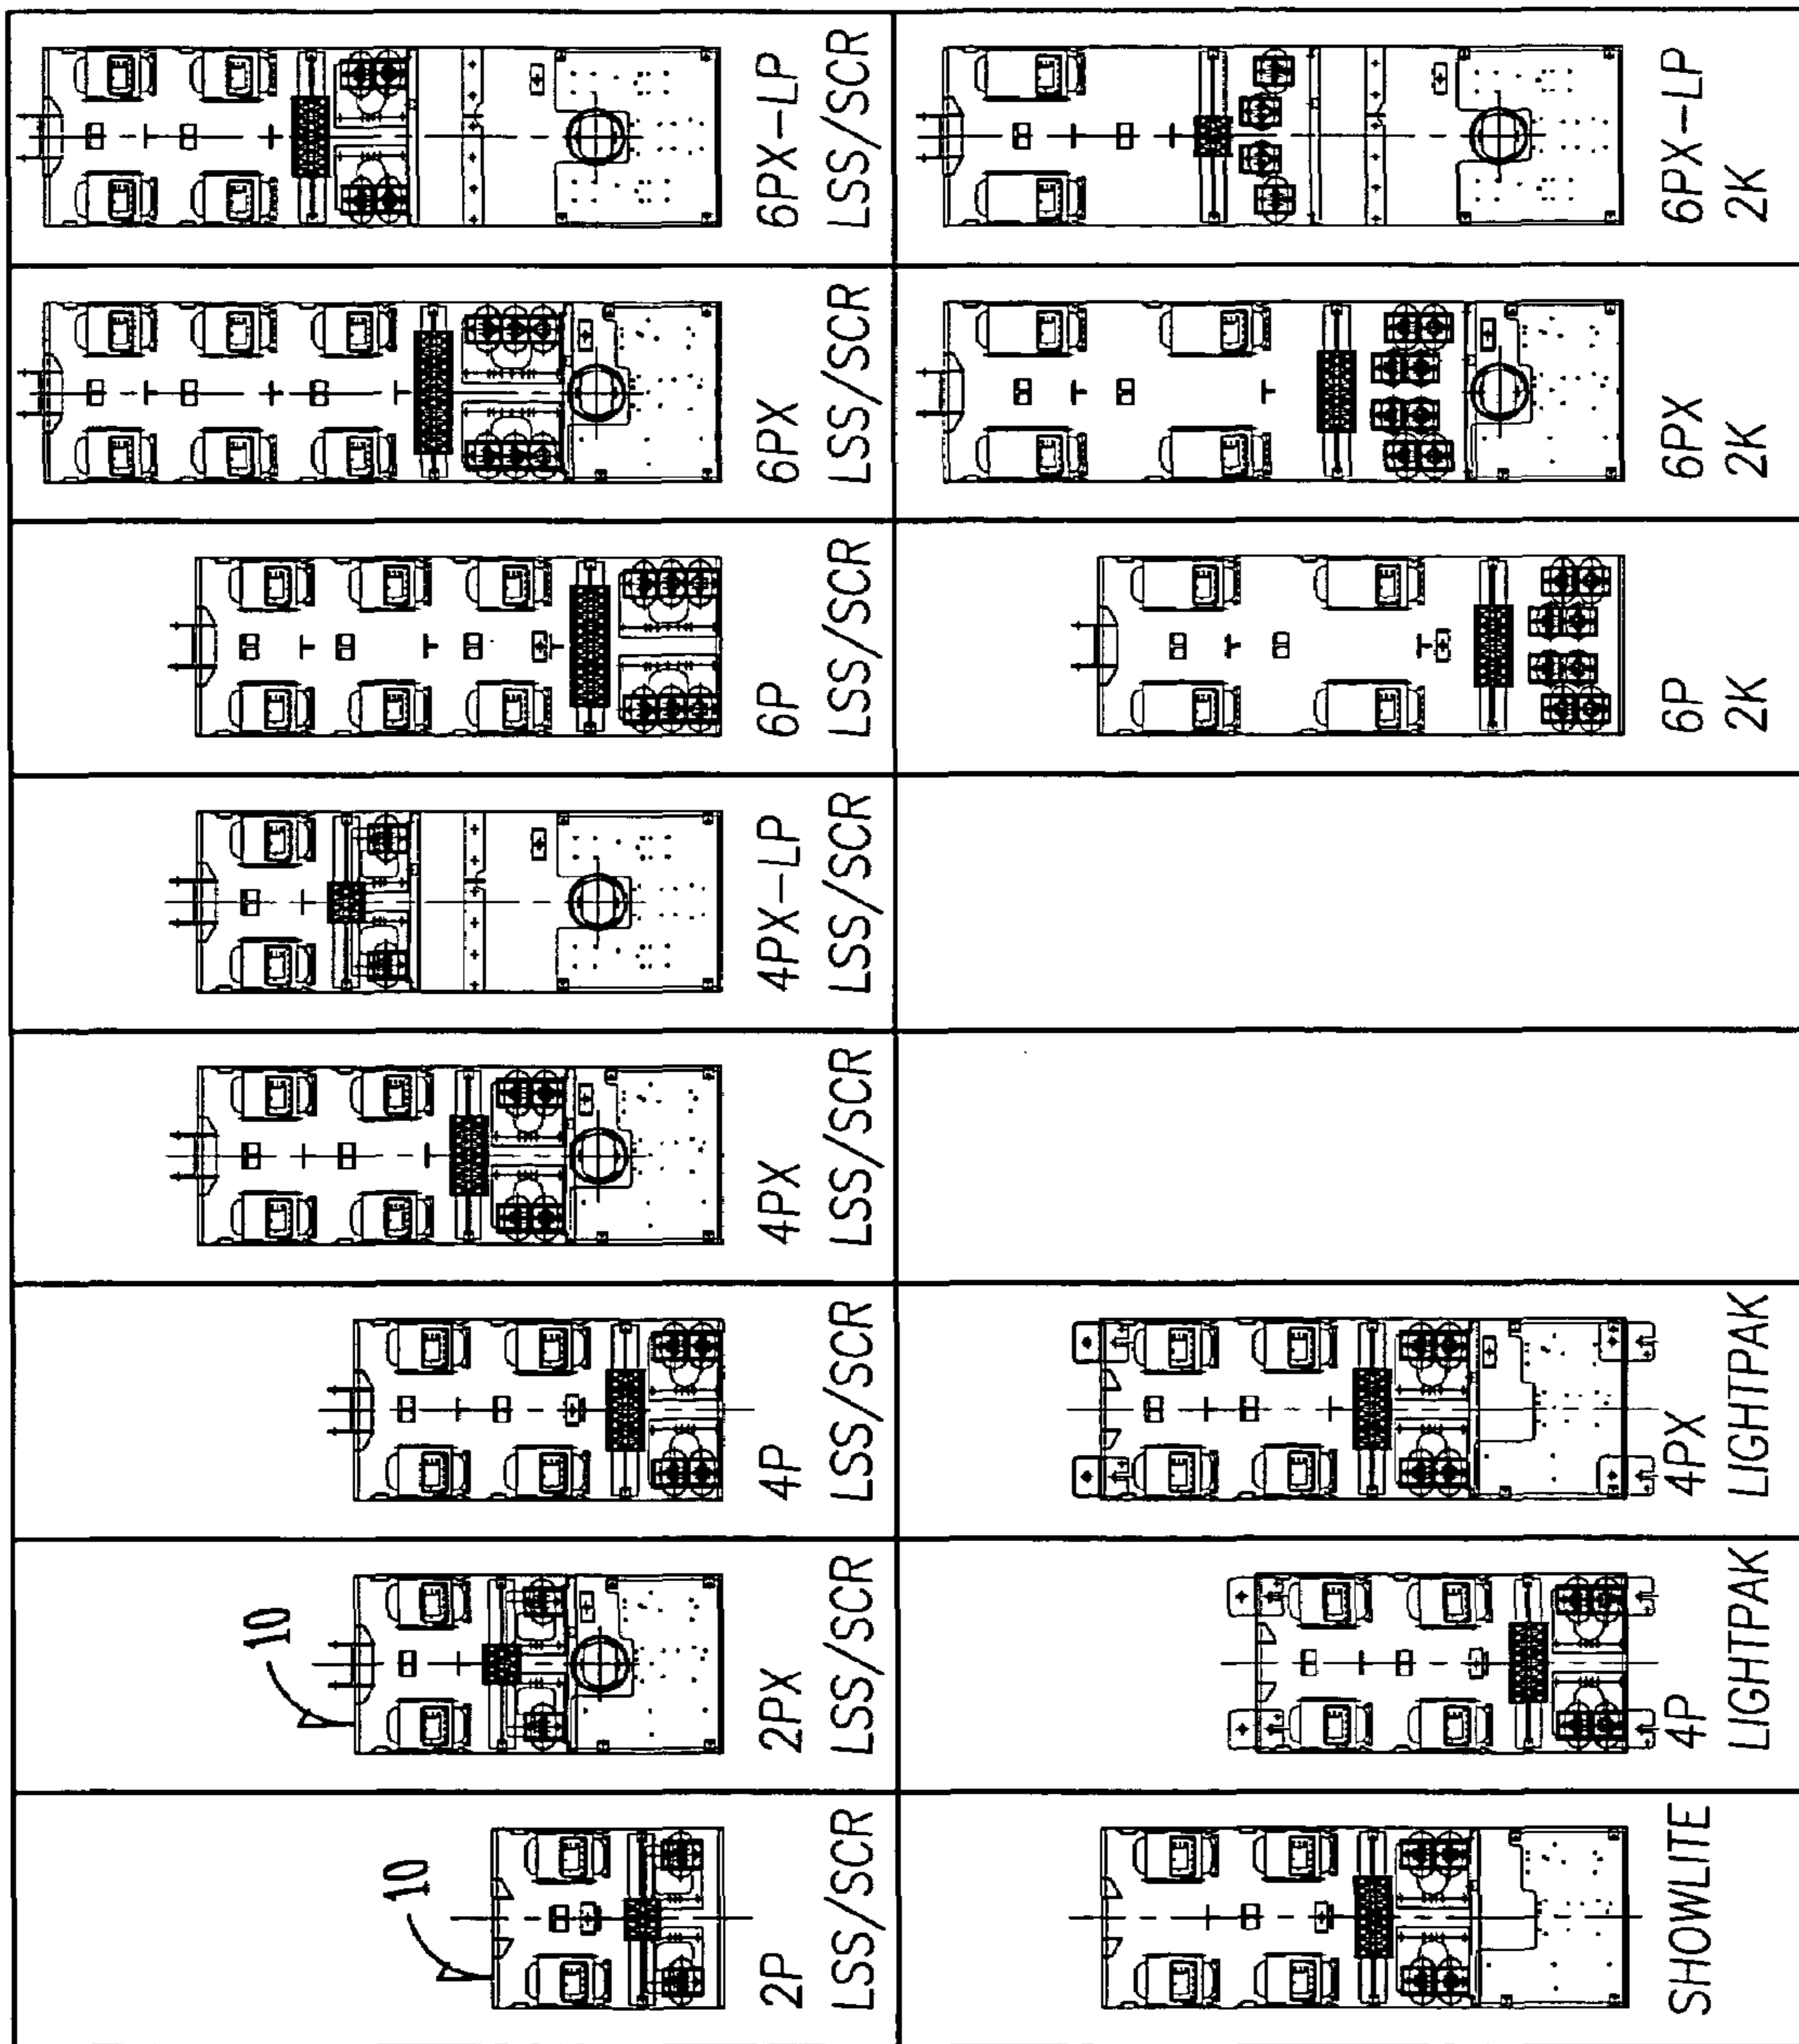 10
10
2P
LSS/SCR
2PX
LSS/SCR
4P
LSS/SCR
4PX
LSS/SCR
4PX-LP
LSS/SCR
6P
LSS/SCR
6PX
LSS/SCR
6PX-LP
LSS/SCR
SHOWLITE
4P
LIGHTPAK
4PX
LIGHTPAK
6P
2K
6PX
2K
6PX-LP
2K